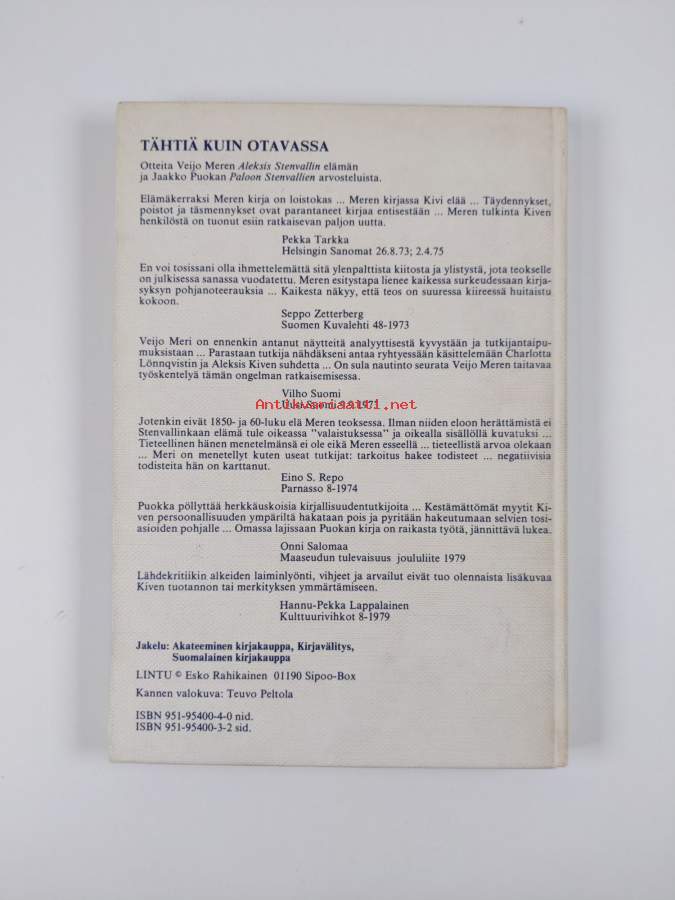 TÄHTIÄ KUIN OTAVASSA
Otteita Veijo Meren Aleksis Stenvallin elämän
ja Jaakko Puokan Paloon Stenvallien arvosteluista.
Elämäkerraksi Meren kirja on loistokas ... Meren kirjassa Kivi elää ... Täydennykset,
poistot ja täsmennykset ovat parantaneet kirjaa entisestään ... Meren tulkinta Kiven
henkilöstä on tuonut esiin ratkaisevan paljon uutta.
Pekka Tarkka
Helsingin Sanomat 26.8.73; 2.4.75
En voi tosissani olla ihmettelemättä sitä ylenpalttista kiitosta ja ylistystä, jota teokselle
on julkisessa sanassa vuodatettu. Meren esitystapa lienee kaikessa surkeudessaan kirja-
syksyn pohjanoteerauksia ... Kaikesta näkyy, että teos on suuressa kiireessä huitaistu
kokoon.
Seppo Zetterberg
Suomen Kuvalehti 48-1973
Veijo Meri on ennenkin antanut näytteitä analyyttisestä kyvystään ja tutkijantaipu-
muksistaan ... Parastaan tutkija nähdäkseni antaa ryhtyessään käsittelemään Charlotta
Lönnqvistin ja Aleksis Kiven suhdetta ... On sula nautinto seurata Veijo Meren taitavaa
työskentelyä tämän ongelman ratkaisemisessa.
Vilho Suomi
Uusi Suomi
Antikvariaatti.net
Jotenkin eivät 1850- ja 60-luku elä Meren teoksessa. Ilman niiden eloon herättämistä ei
Stenvallinkaan elämä tule oikeassa "valaistuksessa" ja oikealla sisällöllä kuvatuksi ...
Tieteellinen hänen menetelmänsä ei ole eikä Meren esseellä ... tieteellistä arvoa olekaan
... Meri on menetellyt kuten useat tutkijat: tarkoitus hakee todisteet ... negatiivisia
todisteita hän on karttanut.
Eino S. Repo
Parnasso 8-1974
Puokka pöllyttää herkkäuskoisia kirjallisuudentutkijoita ... Kestämättömät myytit Ki-
ven persoonallisuuden ympäriltä hakataan pois ja pyritään hakeutumaan selvien tosi-
asioiden pohjalle ... Omassa lajissaan Puokan kirja on raikasta työtä, jännittävä lukea.
Onni Salomaa
Maaseudun tulevaisuus joululiite 1979
Lähdekritiikin alkeiden laiminlyönti, vihjeet ja arvailut eivät tuo olennaista lisäkuvaa
Kiven tuotannon tai merkityksen ymmärtämiseen.
Hannu-Pekka Lappalainen
Kulttuurivihkot 8-1979
Jakelu: Akateeminen kirjakauppa, Kirjavälitys,
Suomalainen kirjakauppa
LINTU © Esko Rahikainen 01190 Sipoo-Box
Kannen valokuva: Teuvo Peltola
ISBN 951-95400-4-0 nid.
ISBN 951-95400-3-2 sid.